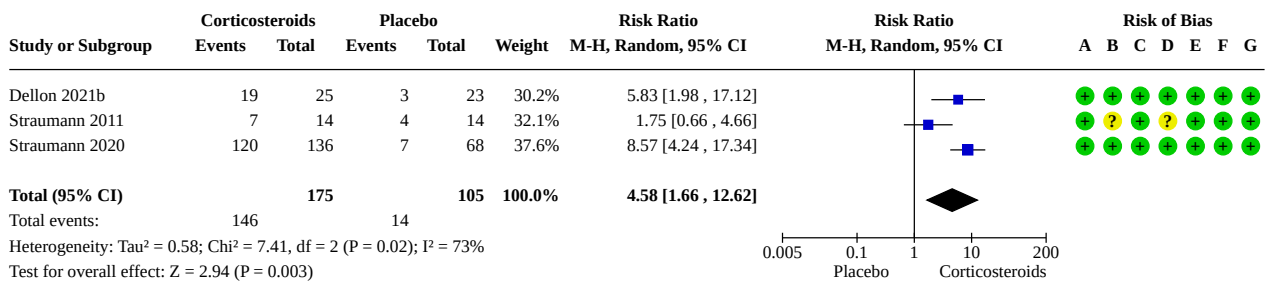 Corticosteroids Placebo Risk Ratio Risk Ratio Risk of Bias
Study or Subgroup Events Total Events Total Weight M-H, Random, 95% CI M-H, Random, 95% CI A B C D E F G
Dellon 2021b 19 25 3 23 30.2% 5.83 [1.98 , 17.12] + + + + + + +
Straumann 2011 7 14 4 14 32.1% 1.75 [0.66 , 4.66] + ? + ? + + +
Straumann 2020 120 136 7 68 37.6% 8.57 [4.24 , 17.34] + + + + + + +
Total (95% CI) 175 105 100.0% 4.58 [1.66 , 12.62]
Total events: 146 14
Heterogeneity: Tau² = 0.58; Chi² = 7.41, df = 2 (P = 0.02); I² = 73%
Test for overall effect: Z = 2.94 (P = 0.003)
0.005 0.1 1 10 200
Placebo Corticosteroids